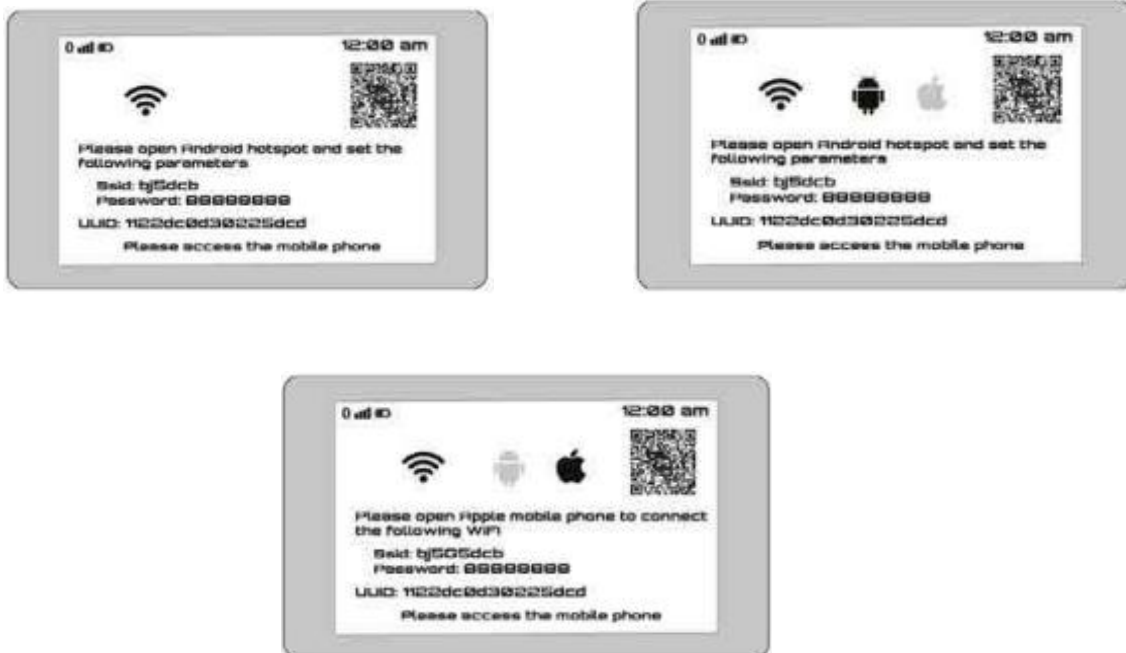 0
12:00 am
Please open Android hotspot and set the
following parameters
Ssid: bj5dcb
Password: 88888888
UUID: 1122dc0d30225dcd
Please access the mobile phone
0
12:00 am
Please open Android hotspot and set the
following parameters
Ssid: bj5dcb
Password: 88888888
UUID: 1122dc0d30225dcd
Please access the mobile phone
0
12:00 am
Please open Apple mobile phone to connect
the following WiFi
Ssid: bj5G5dcb
Password: 88888888
UUID: 1122dc0d30225dcd
Please access the mobile phone